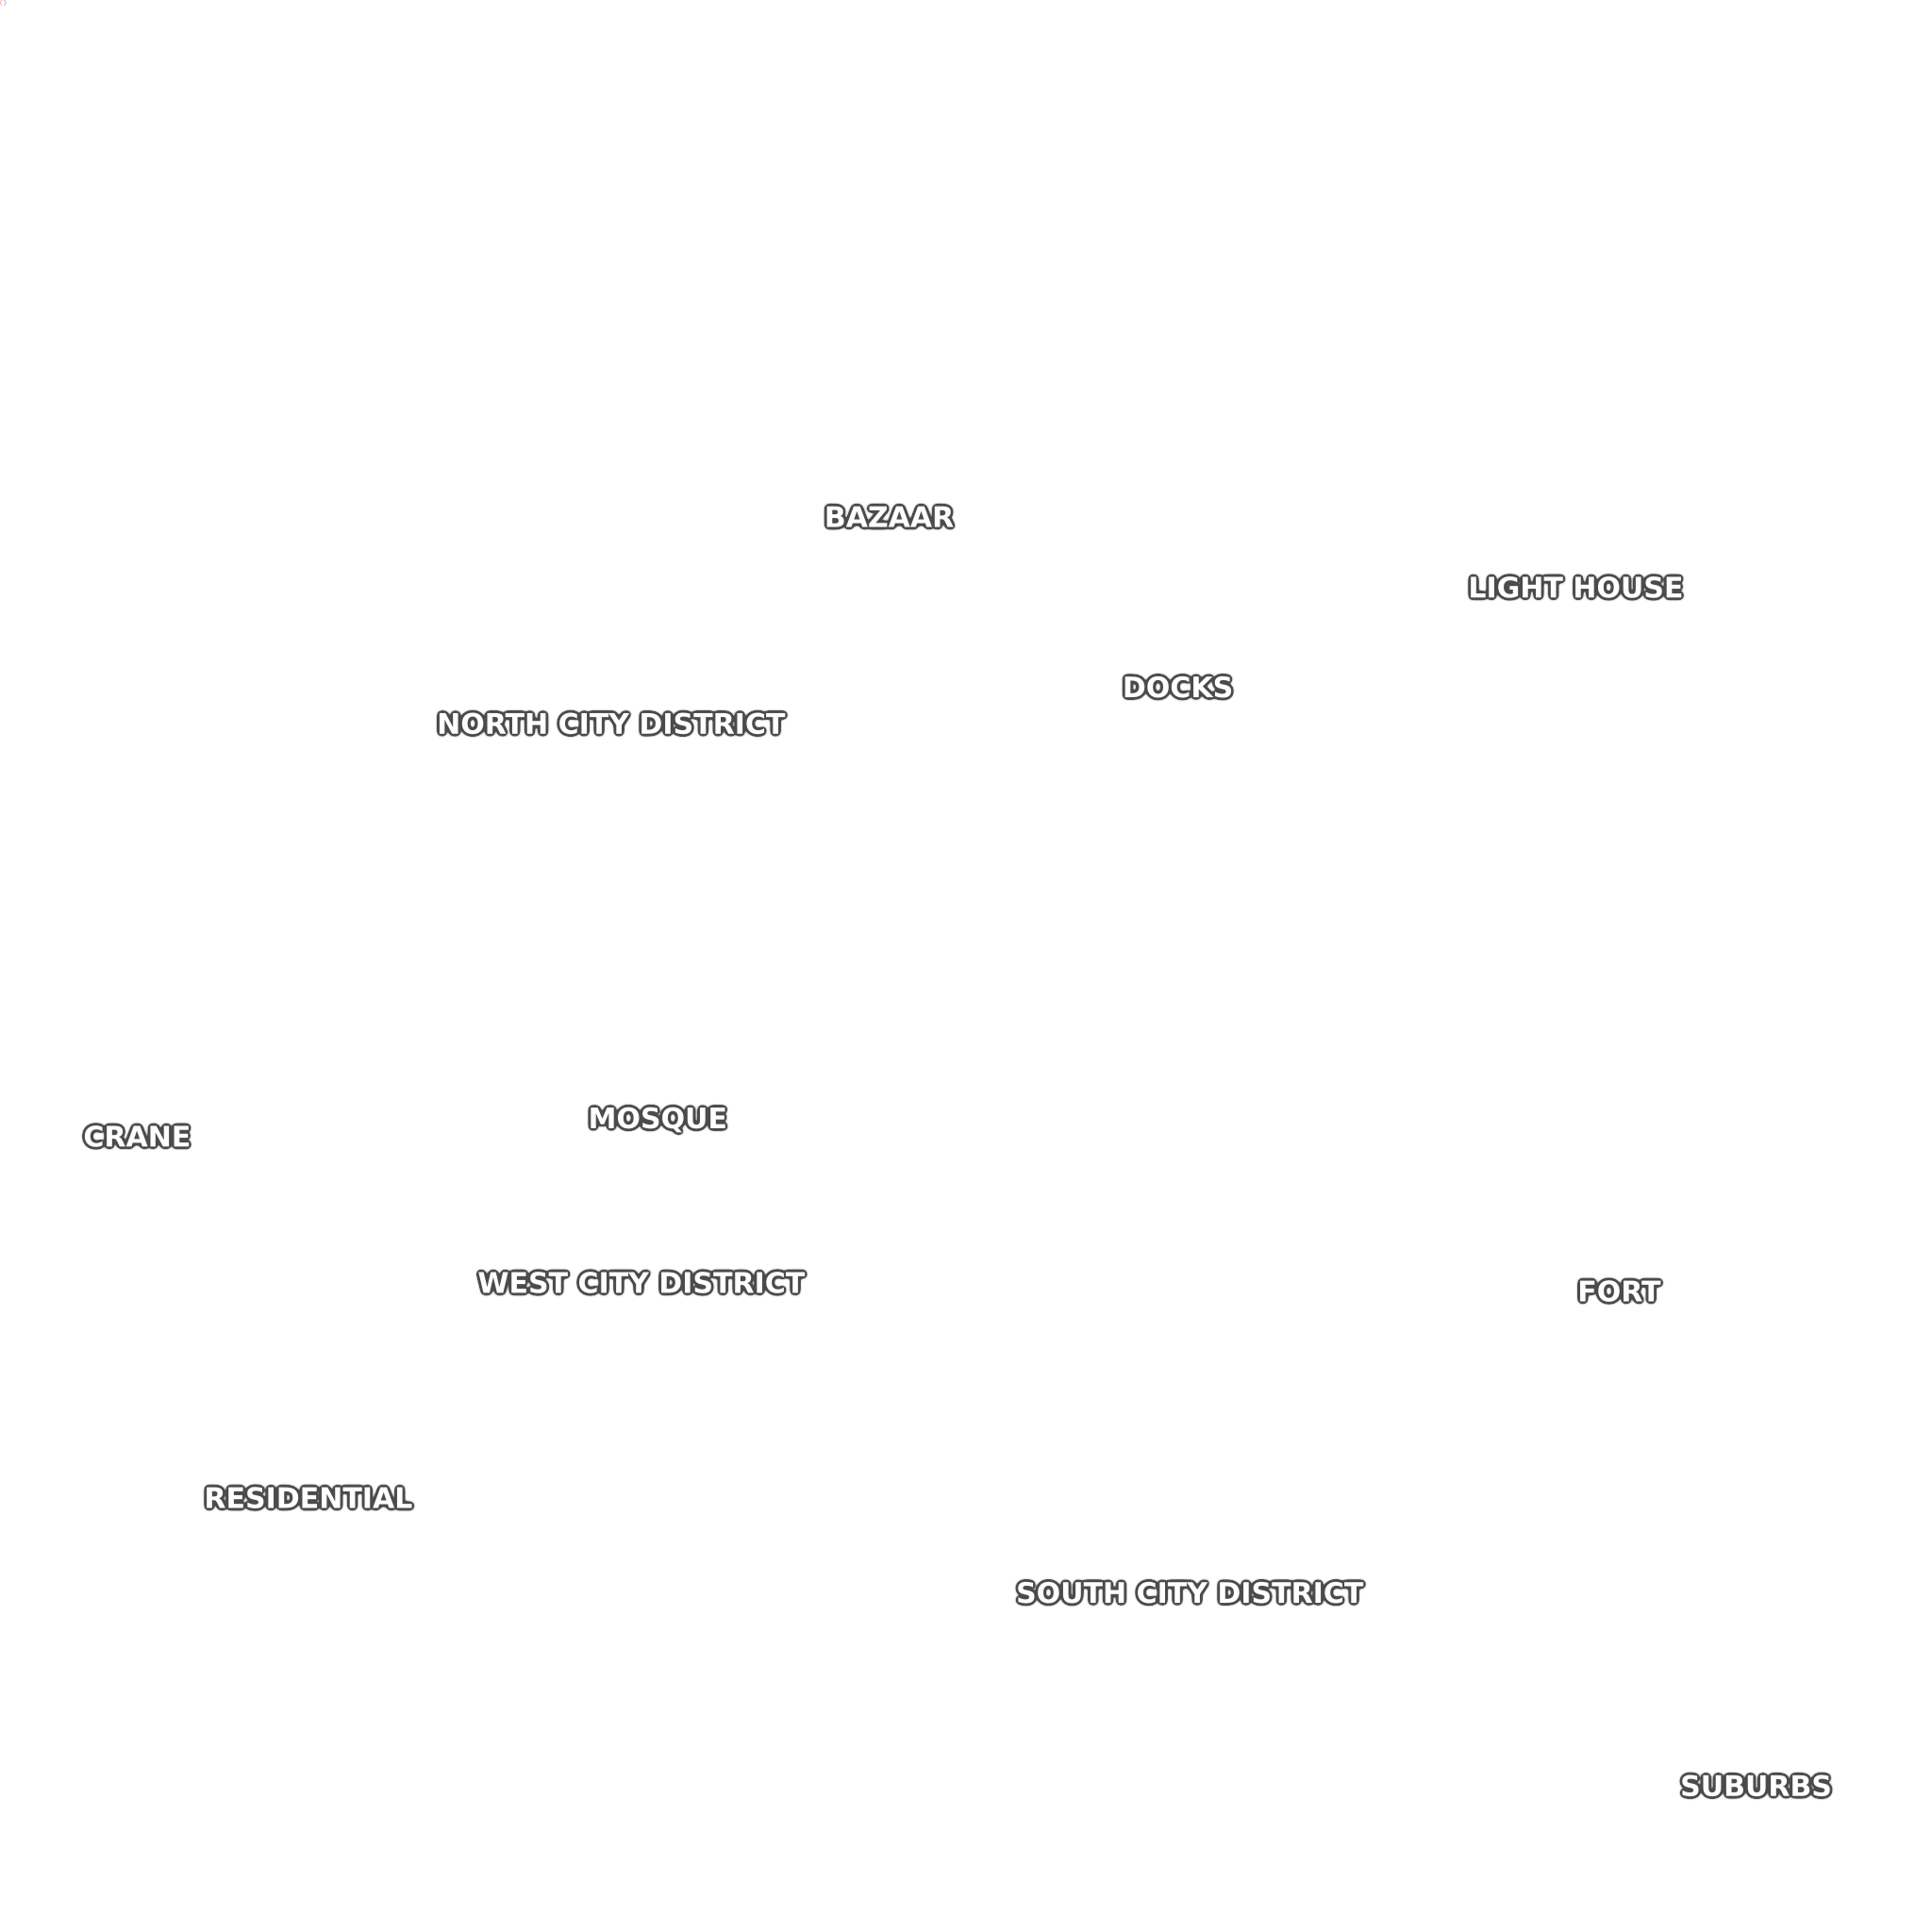 BAZAAR
LIGHT HOUSE
DOCKS
NORTH CITY DISTRICT
MOSQUE
CRANE
WEST CITY DISTRICT
FORT
RESIDENTIAL
SOUTH CITY DISTRICT
SUBURBS